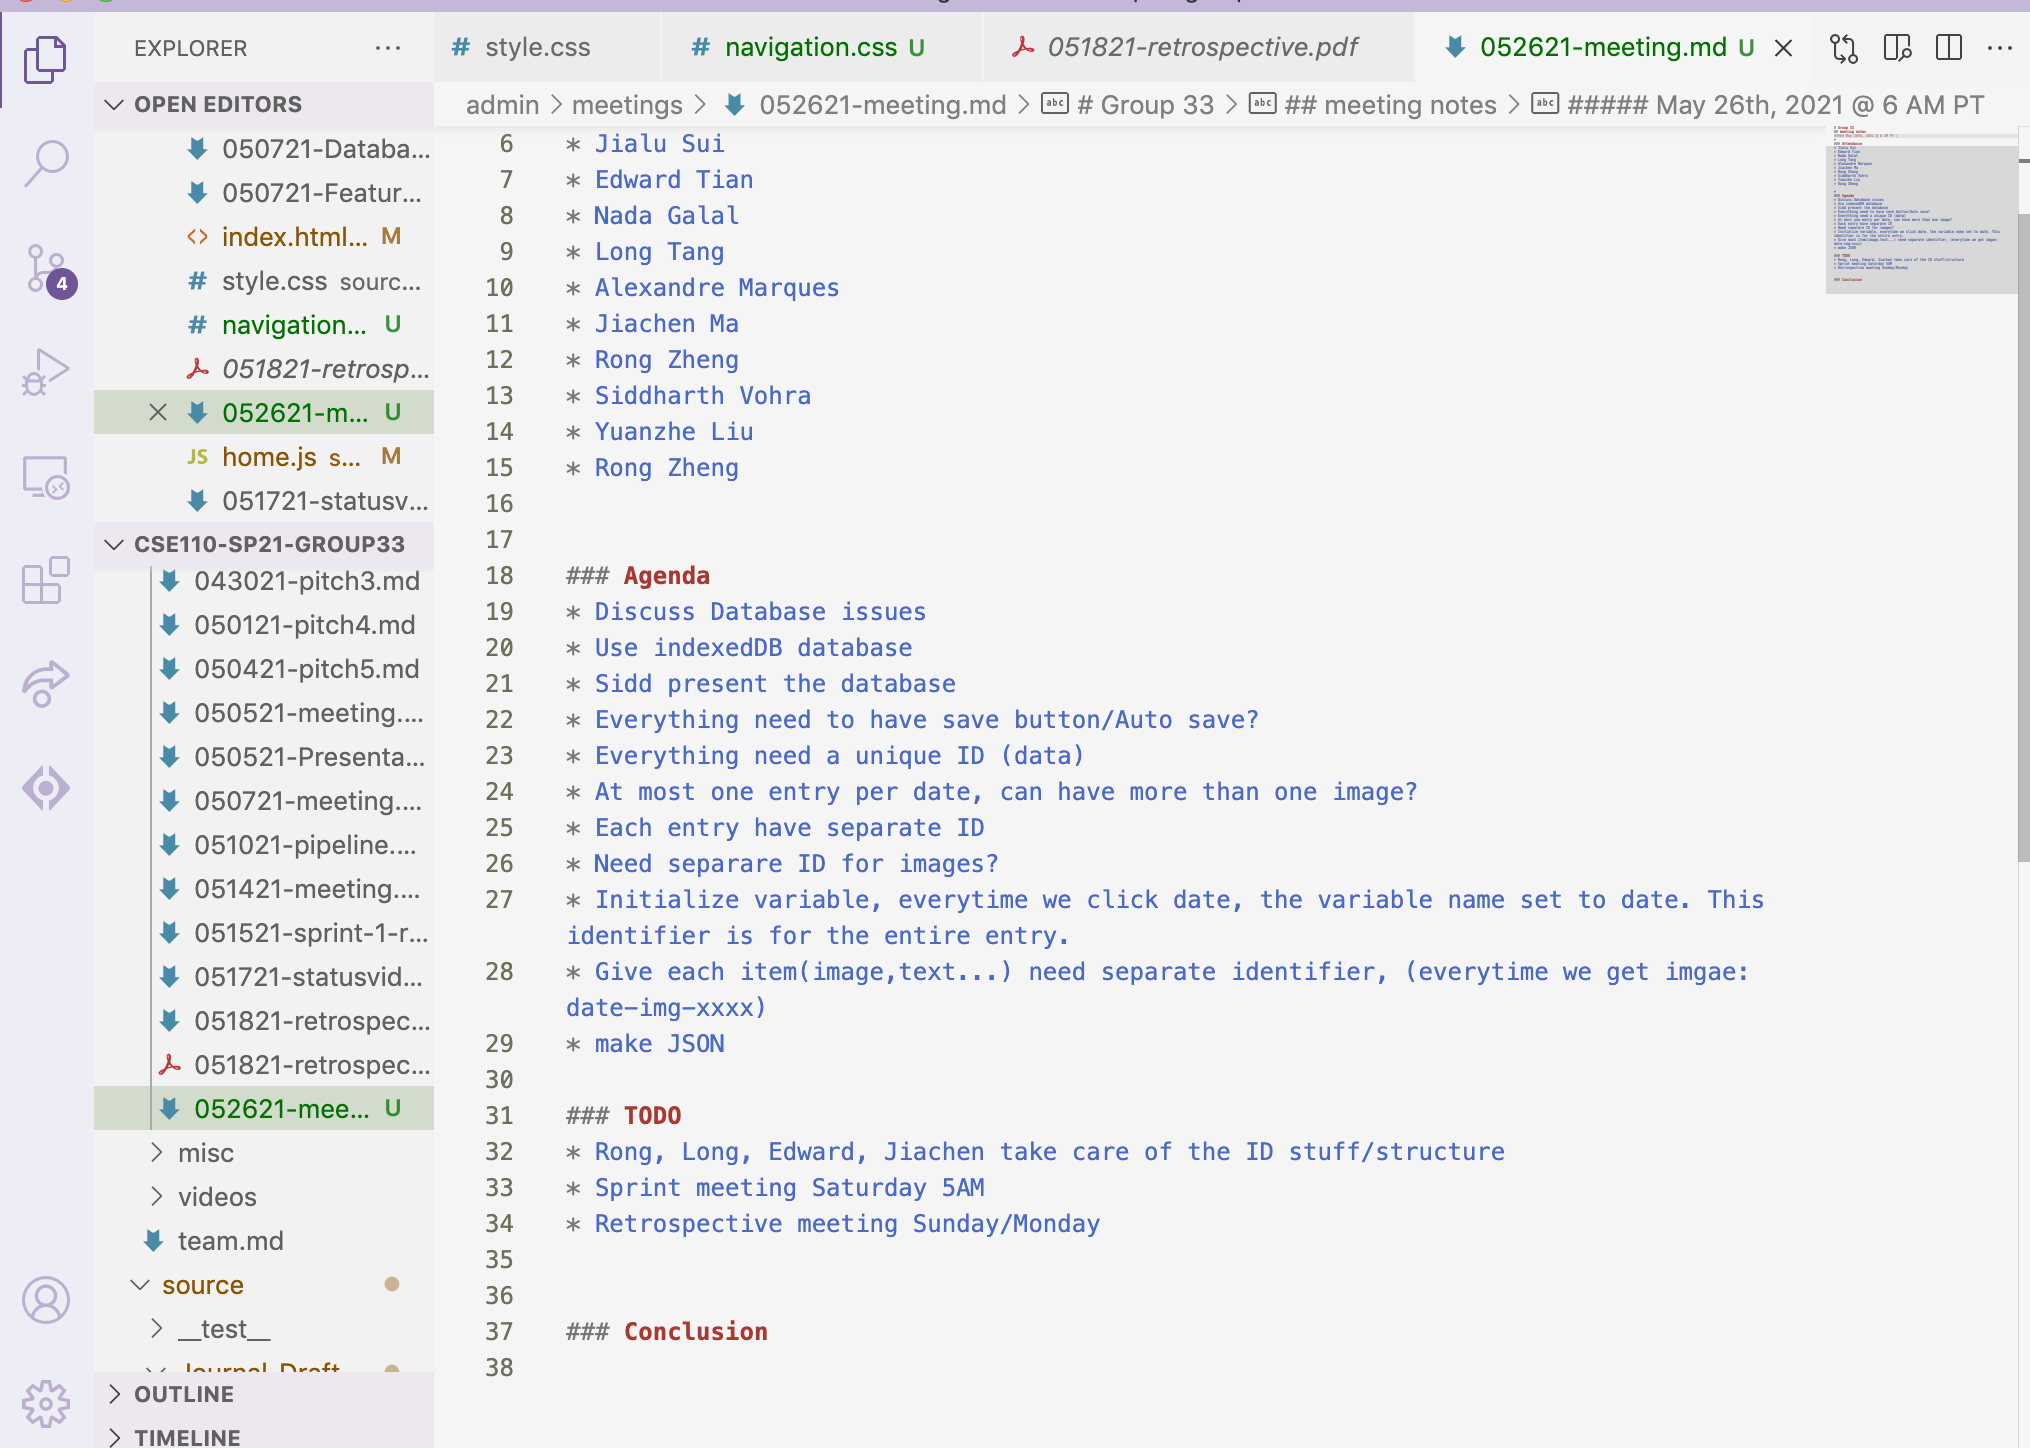 EXPLORER
style.css
navigation.css U
051821-retrospective.pdf
052621-meeting.md U
OPEN EDITORS
admin > meetings > 052621-meeting.md > # Group 33 > ## meeting notes > ##### May 26th, 2021 @ 6 AM PT
050721-Databa...
050721-Featur...
index.html... M
style.css sourc...
navigation... U
051821-retrosp...
052621-m... U
JS home.js s... M
051721-statusv...
4
CSE110-SP21-GROUP33
043021-pitch3.md
050121-pitch4.md
050421-pitch5.md
050521-meeting....
050521-Presenta...
050721-meeting....
051021-pipeline....
051421-meeting....
051521-sprint-1-r...
051721-statusvid...
051821-retrospec...
051821-retrospec...
052621-mee... U
misc
videos
team.md
source
__test__
Journal_Draft
OUTLINE
TIMELINE
6 * Jialu Sui
7 * Edward Tian
8 * Nada Galal
9 * Long Tang
10 * Alexandre Marques
11 * Jiachen Ma
12 * Rong Zheng
13 * Siddharth Vohra
14 * Yuanzhe Liu
15 * Rong Zheng
16
17
18 ### Agenda
19 * Discuss Database issues
20 * Use indexedDB database
21 * Sidd present the database
22 * Everything need to have save button/Auto save?
23 * Everything need a unique ID (data)
24 * At most one entry per date, can have more than one image?
25 * Each entry have separate ID
26 * Need separare ID for images?
27 * Initialize variable, everytime we click date, the variable name set to date. This
identifier is for the entire entry.
28 * Give each item(image,text...) need separate identifier, (everytime we get imgae:
date-img-xxxx)
29 * make JSON
30
31 ### TODO
32 * Rong, Long, Edward, Jiachen take care of the ID stuff/structure
33 * Sprint meeting Saturday 5AM
34 * Retrospective meeting Sunday/Monday
35
36
37 ### Conclusion
38